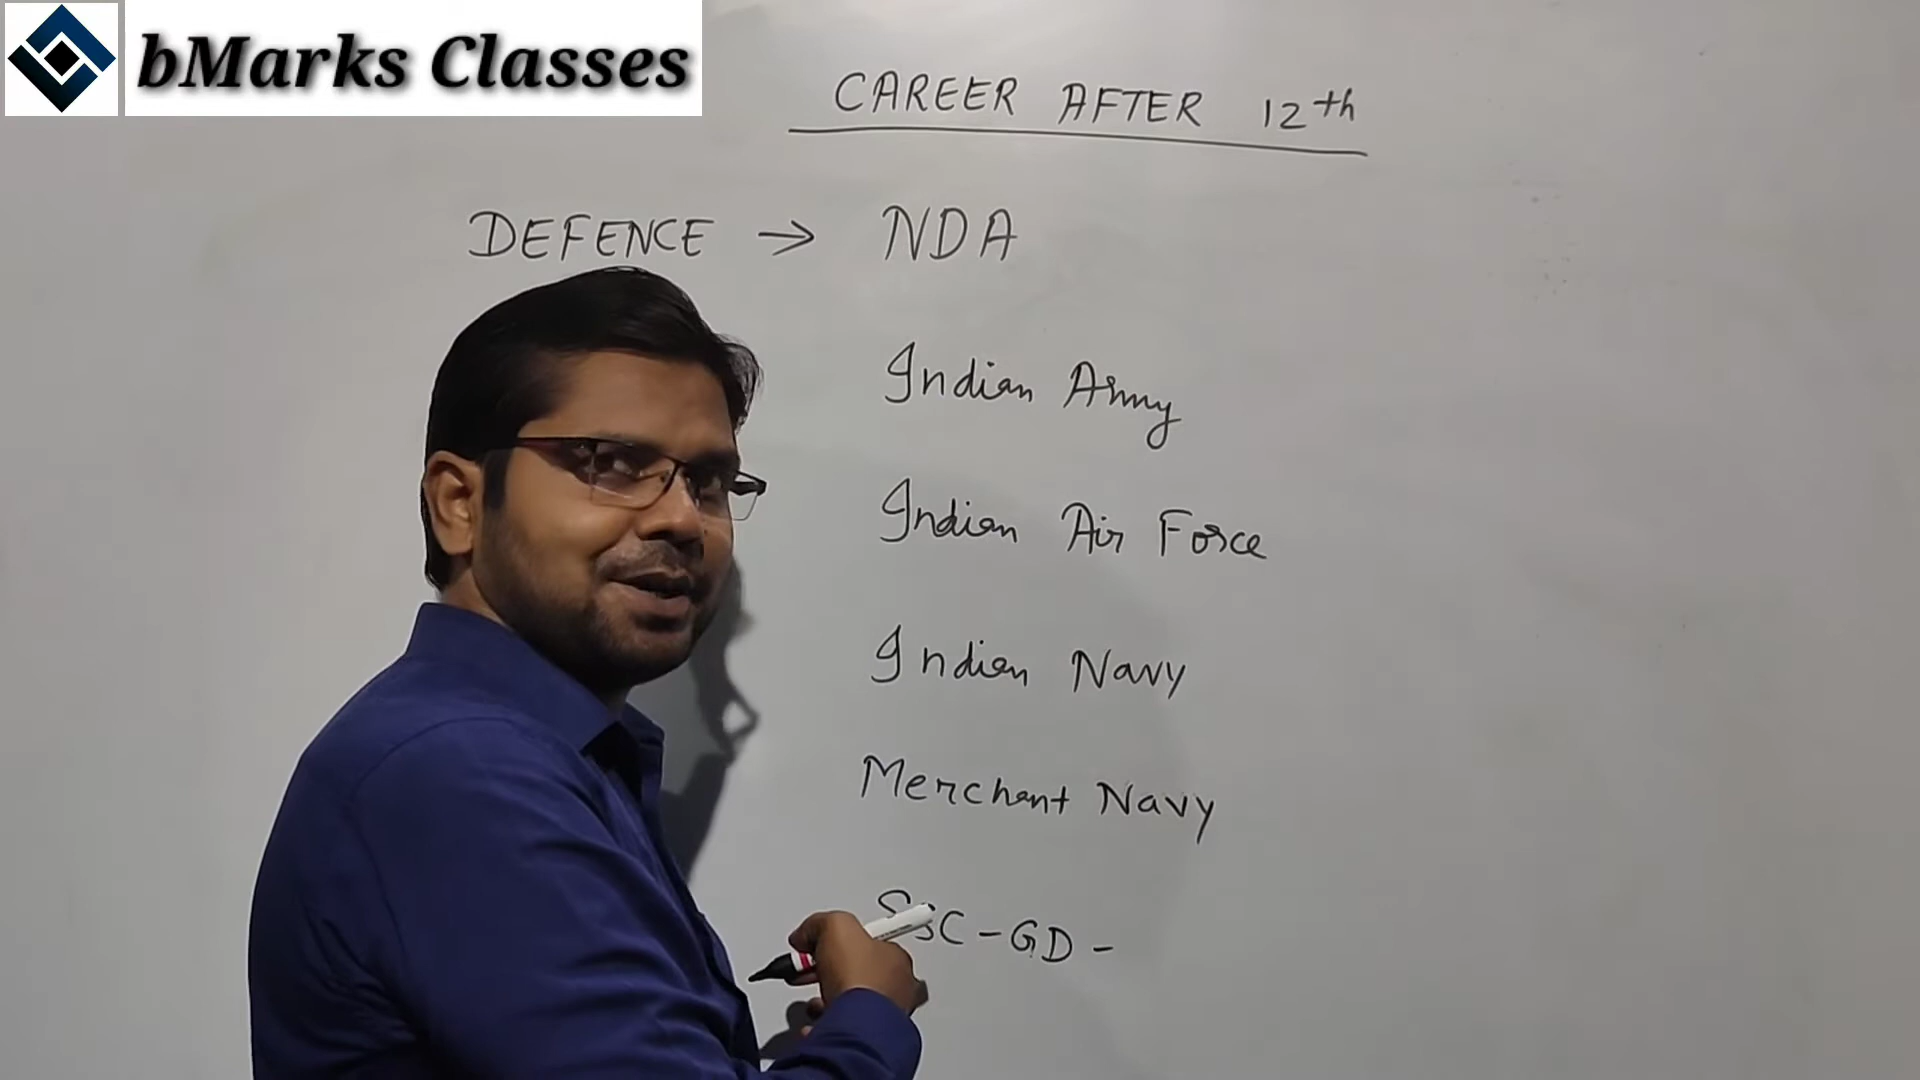 bMarks Classes
CAREER AFTER 12th
DEFENCE → NDA
Indian Army
Indian Air Force
Indian Navy
Merchant Navy
SSC - GD -